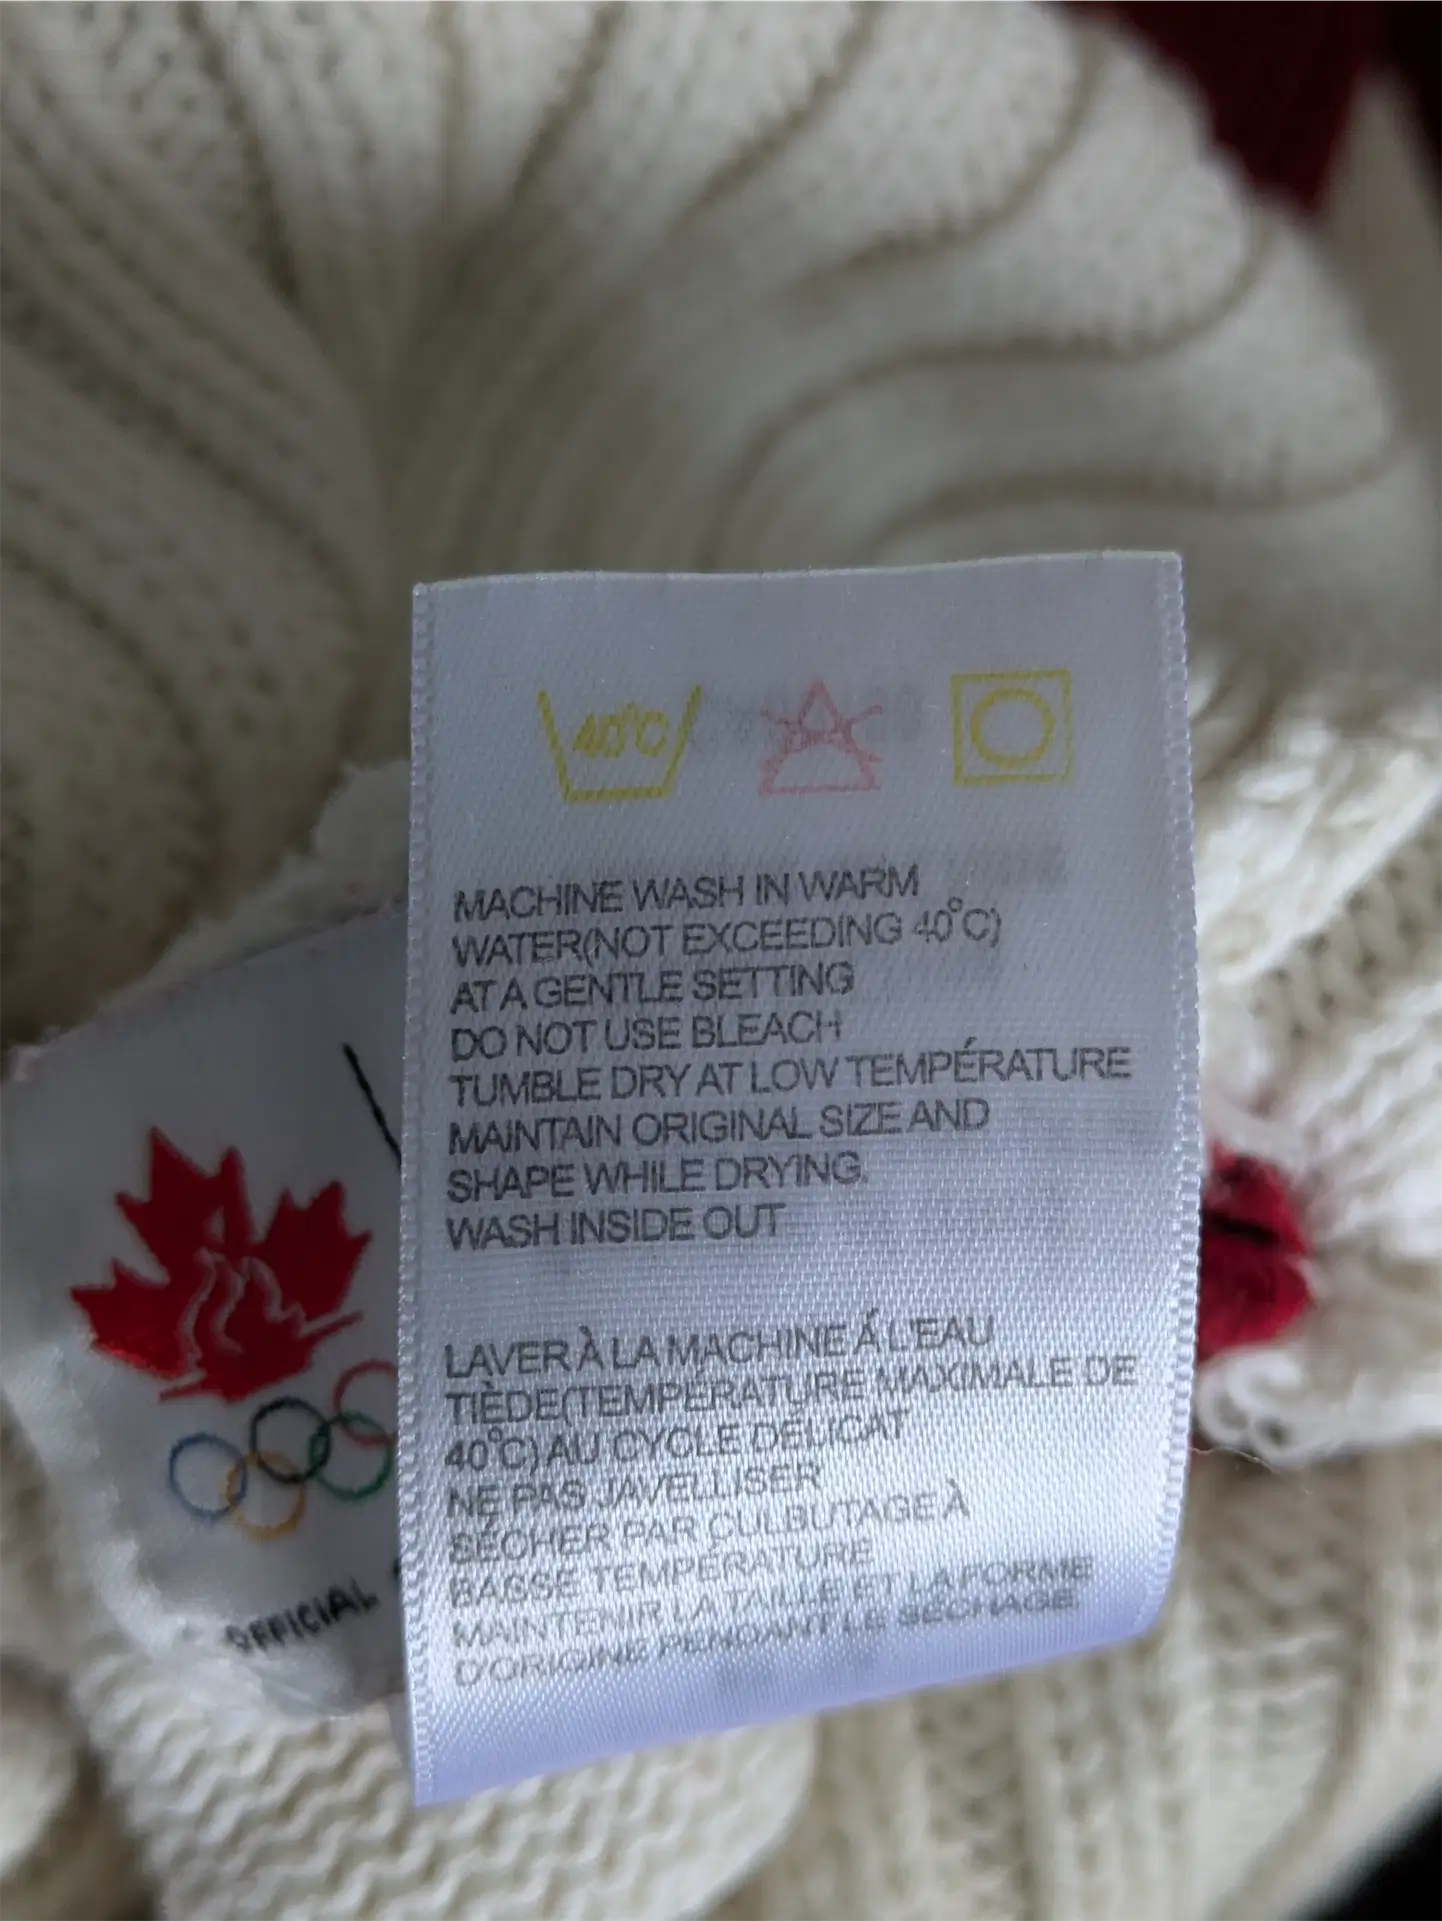 40°C
MACHINE WASH IN WARM
WATER(NOT EXCEEDING 40°C)
AT A GENTLE SETTING
DO NOT USE BLEACH
TUMBLE DRY AT LOW TEMPÉRATURE
MAINTAIN ORIGINAL SIZE AND
SHAPE WHILE DRYING.
WASH INSIDE OUT
LAVER À LA MACHINE Á L'EAU
TIÈDE(TEMPÉRATURE MAXIMALE DE
40°C) AU CYCLE DÉLICAT
NE PAS JAVELLISER
SÉCHER PAR CULBUTAGE À
BASSE TEMPÉRATURE
MAINTENIR LA TAILLE ET LA FORME
D'ORIGINE PENDANT LE SÉCHAGE
OFFICIAL